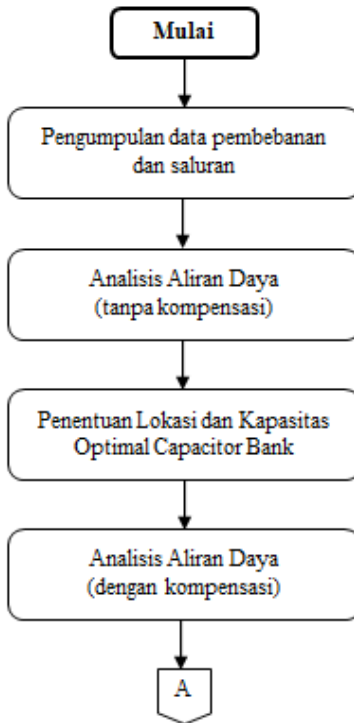 Mulai
Pengumpulan data pembebanan
dan saluran
Analisis Aliran Daya
(tanpa kompensasi)
Penentuan Lokasi dan Kapasitas
Optimal Capacitor Bank
Analisis Aliran Daya
(dengan kompensasi)
A